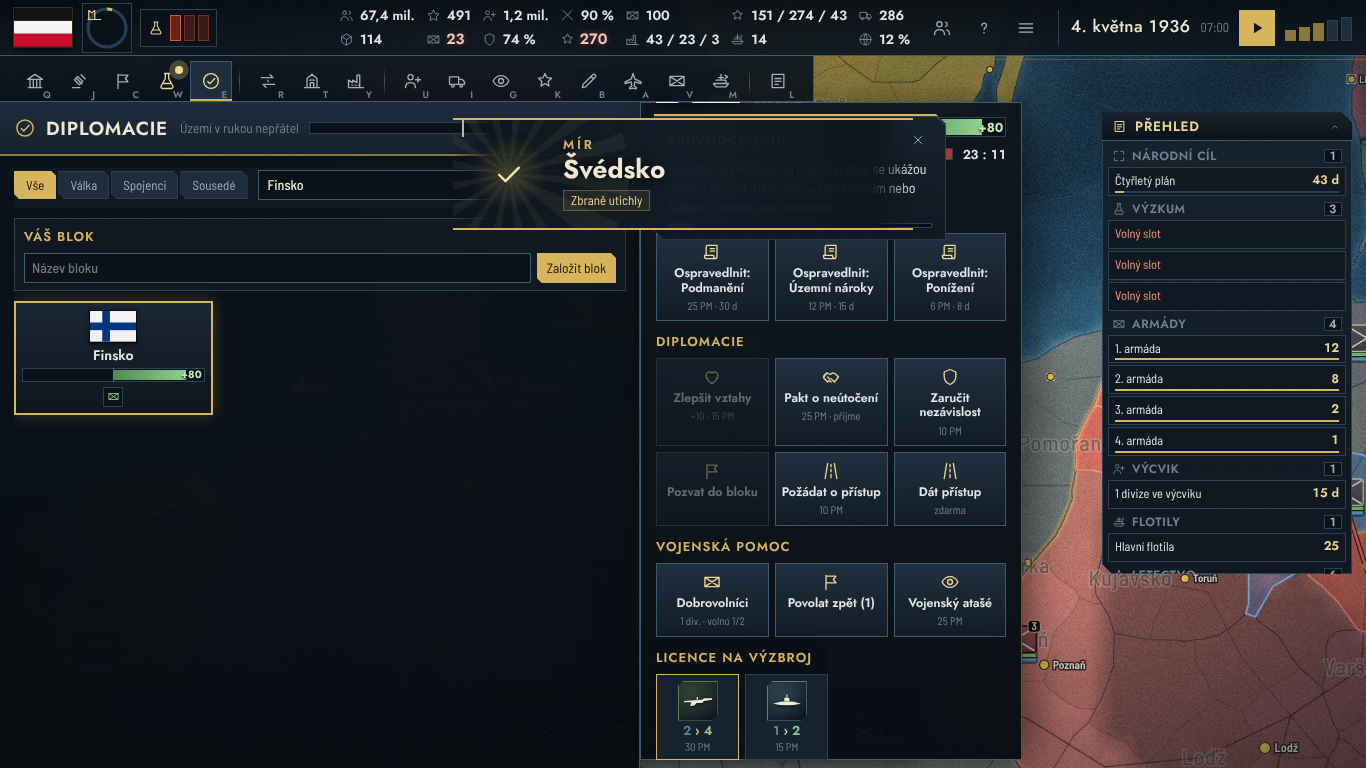 67,4 mil.
491
1,2 mil.
90 %
100
151 / 274 / 43
286
114
23
74 %
270
43 / 23 / 3
14
12 %
?
4. května 1936
07:00
Q
J
C
W
E
R
T
Y
U
I
G
K
B
A
V
M
L
DIPLOMACIE
Území v rukou nepřátel
+80
23 : 11
MÍR
Švédsko
Zbraně utichly
PRŮVODCE 2/10
Vše
Válka
Spojenci
Sousedé
Finsko
VÁŠ BLOK
Název bloku
Založit blok
Finsko
+80
Ospravedlnit:
Podmanění
25 PM · 30 d
Ospravedlnit:
Územní nároky
12 PM · 15 d
Ospravedlnit:
Ponížení
6 PM · 8 d
DIPLOMACIE
Zlepšit vztahy
+10 · 15 PM
Pakt o neútočení
25 PM · přijme
Zaručit
nezávislost
10 PM
Pozvat do bloku
Požádat o přístup
10 PM
Dát přístup
zdarma
VOJENSKÁ POMOC
Dobrovolníci
1 div. · volno 1/2
Povolat zpět (1)
Vojenský atašé
25 PM
LICENCE NA VÝZBROJ
2 › 4
30 PM
1 › 2
15 PM
PŘEHLED
NÁRODNÍ CÍL
1
Čtyřletý plán
43 d
VÝZKUM
3
Volný slot
Volný slot
Volný slot
ARMÁDY
4
1. armáda
12
2. armáda
8
3. armáda
2
4. armáda
1
VÝCVIK
1
1 divize ve výcviku
15 d
FLOTILY
1
Hlavní flotila
25
Kujavsko
Toruň
3
Poznaň
Lodž
Lodž